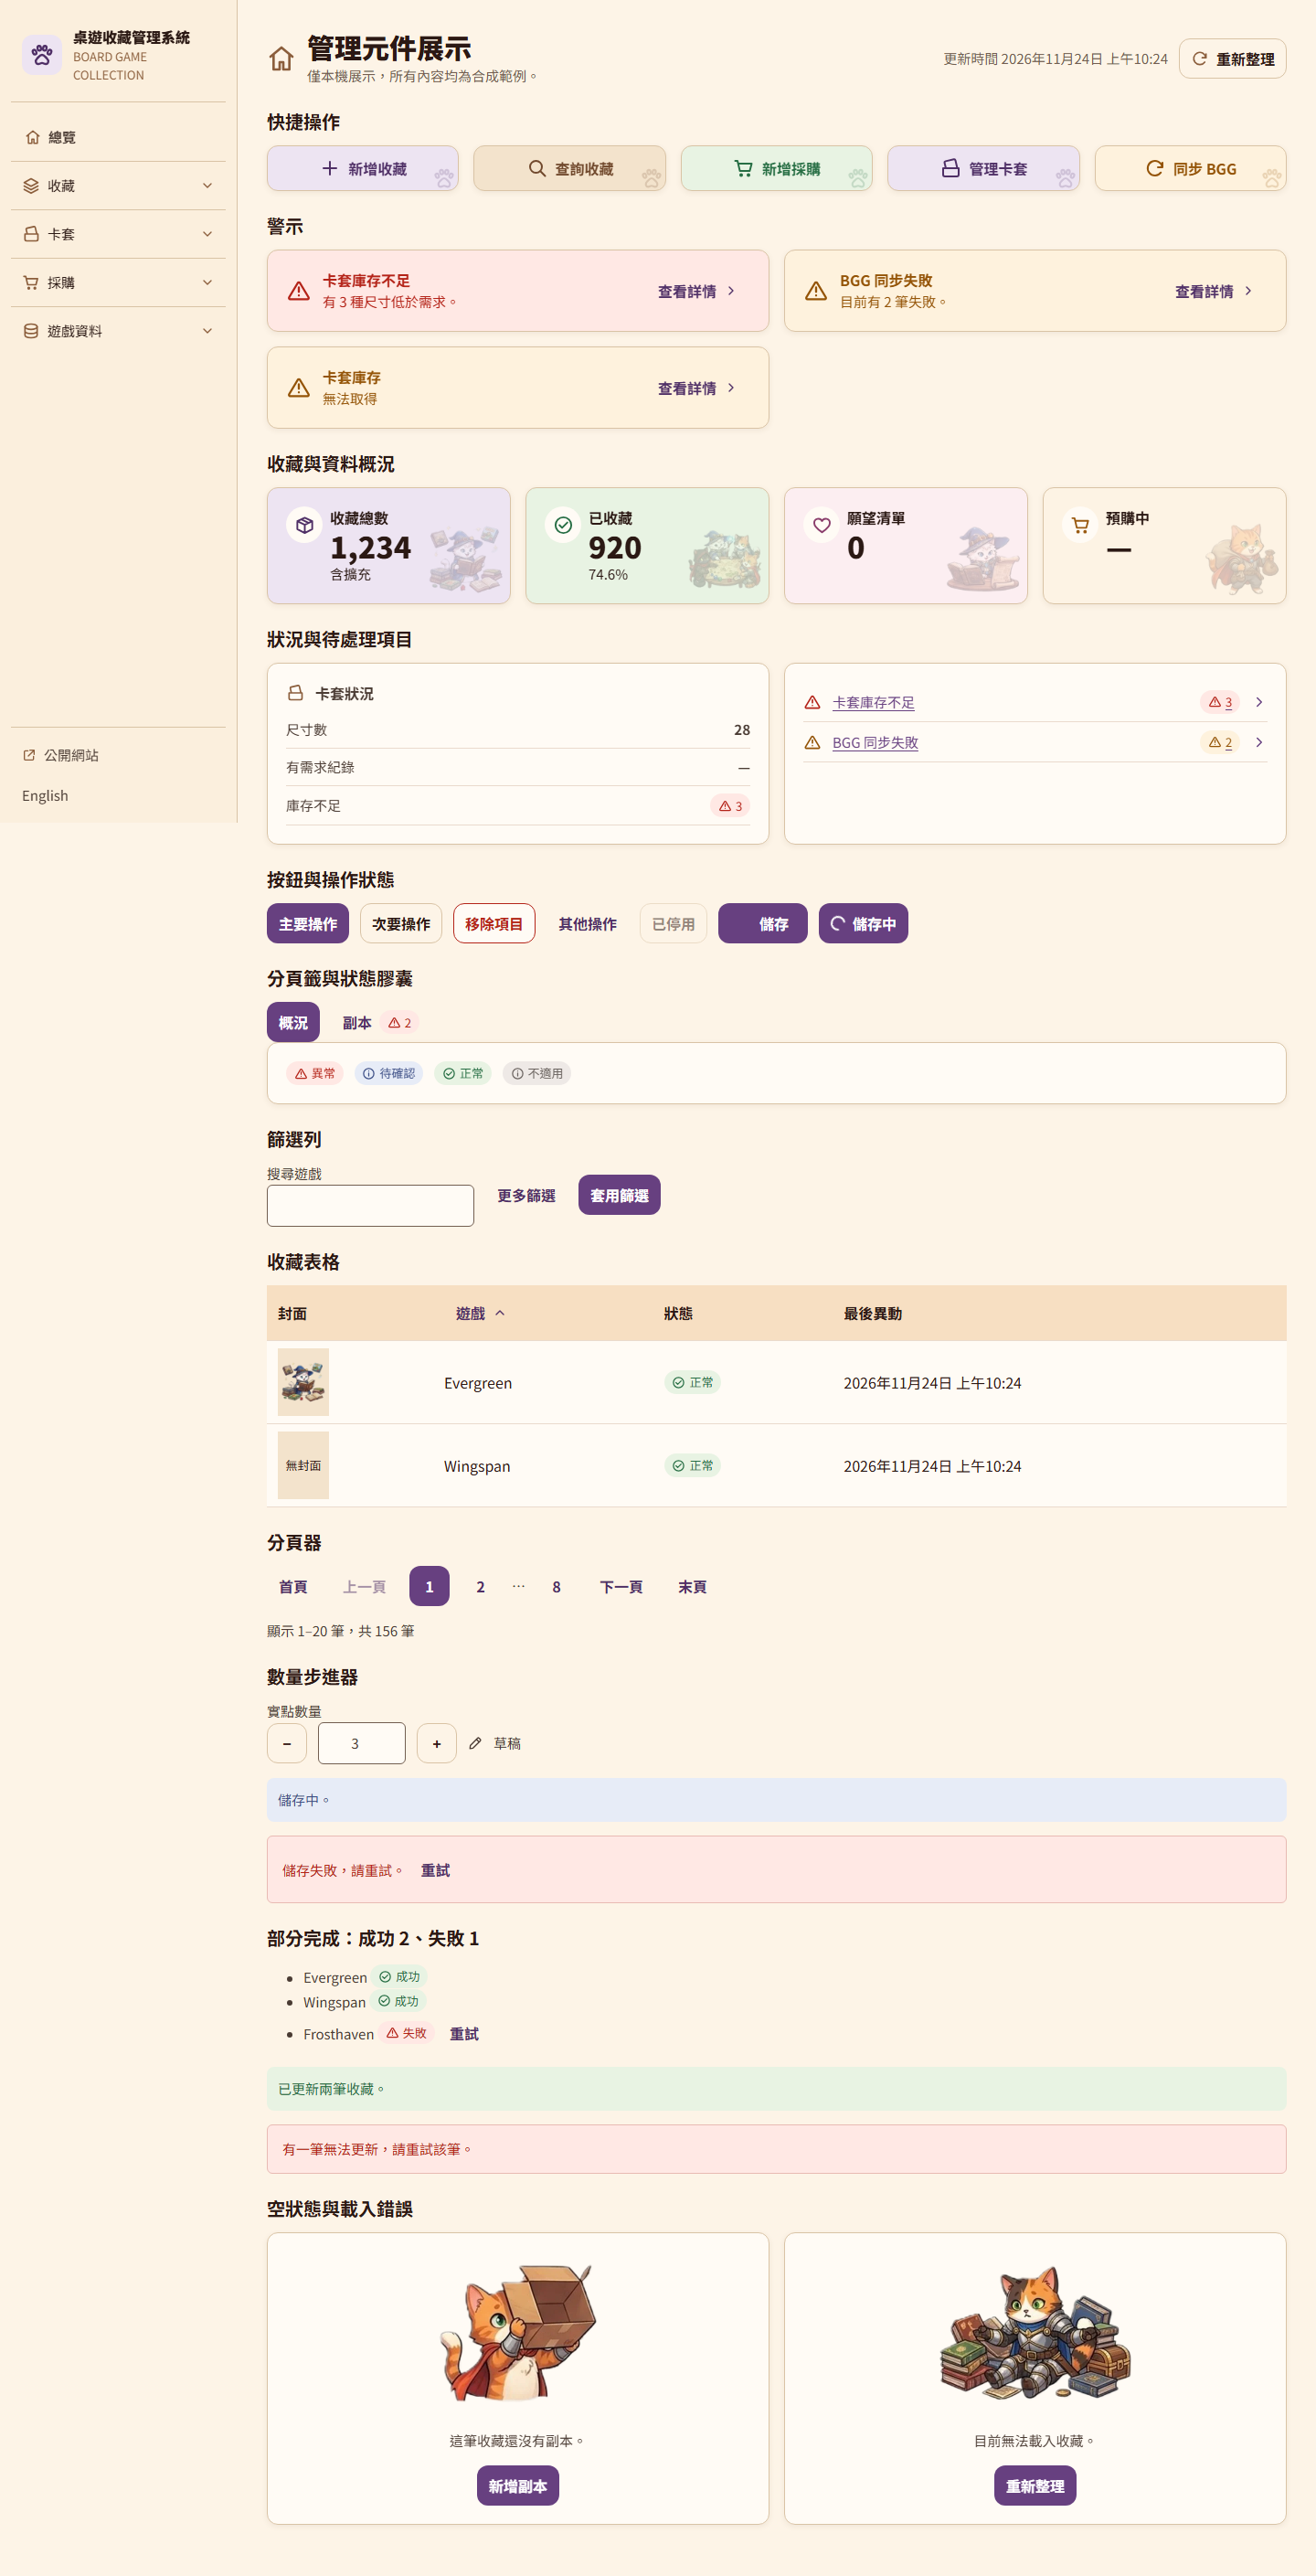 桌遊收藏管理系統
BOARD GAME
COLLECTION
總覽
收藏
卡套
採購
遊戲資料
公開網站
English
管理元件展示
僅本機展示，所有內容均為合成範例。
更新時間 2026年11月24日 上午10:24
重新整理
快捷操作
新增收藏
查詢收藏
新增採購
管理卡套
同步 BGG
警示
卡套庫存不足
有 3 種尺寸低於需求。
查看詳情
BGG 同步失敗
目前有 2 筆失敗。
查看詳情
卡套庫存
無法取得
查看詳情
收藏與資料概況
收藏總數
1,234
含擴充
已收藏
920
74.6%
願望清單
0
預購中
—
狀況與待處理項目
卡套狀況
尺寸數 28
有需求紀錄 —
庫存不足 3
卡套庫存不足 3
BGG 同步失敗 2
按鈕與操作狀態
主要操作
次要操作
移除項目
其他操作
已停用
儲存
儲存中
分頁籤與狀態膠囊
概況
副本 2
異常
待確認
正常
不適用
篩選列
搜尋遊戲
更多篩選
套用篩選
收藏表格
封面 遊戲 狀態 最後異動
Evergreen 正常 2026年11月24日 上午10:24
無封面 Wingspan 正常 2026年11月24日 上午10:24
分頁器
首頁 上一頁 1 2 … 8 下一頁 末頁
顯示 1–20 筆，共 156 筆
數量步進器
實點數量
− 3 + 草稿
儲存中。
儲存失敗，請重試。 重試
部分完成：成功 2、失敗 1
Evergreen 成功
Wingspan 成功
Frosthaven 失敗 重試
已更新兩筆收藏。
有一筆無法更新，請重試該筆。
空狀態與載入錯誤
這筆收藏還沒有副本。
新增副本
目前無法載入收藏。
重新整理